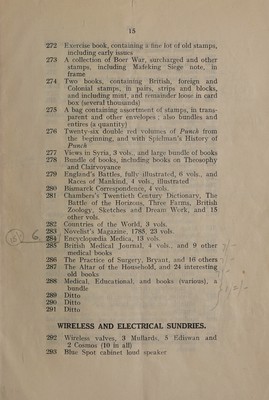 15
272 Exercise book, containing a fine lot of old stamps,
including early issues
273 A collection of Boer War, surcharged and other
stamps, including Mafeking Siege note, in
frame
274 Two books, containing British, foreign and
Colonial stamps, in pairs, strips and blocks,
and including mint, and remainder loose in card
box (several thousands)
275 A bag containing assortment of stamps, in trans-
parent and other envelopes; also bundles and
entires (a quantity)
276 Twenty-six double red volumes of Punch from
the beginning, and with Spielman's History of
Punch
277 Views in Syria, 3 vols., and large bundle of books
278 Bundle of books, including books on Theosophy
and Clairvoyance
279 England's Battles, fully illustrated, 6 vols., and
Races of Mankind, 4 vols., illustrated
280 Bismarck Correspondence, 4 vols.
281 Chambers's Twentieth Century Dictionary, The
Battle of the Horizons, Three Farms, British
Zoology, Sketches and Dream Work, and 15
other vols.
282 Countries of the World, 3 vols.
283 Novelist's Magazine, 1785, 23 vols.
284 Encyclopædia Medica, 13 vols.
285 British Medical Journal, 4 vols., and 9 other
medical books
286 The Practice of Surgery, Bryant, and 16 others
287 The Altar of the Household, and 24 interesting
old books
288 Medical, Educational, and books (various), a
bundle
289 Ditto
290 Ditto
291 Ditto
WIRELESS AND ELECTRICAL SUNDRIES.
292 Wireless valves, 3 Mullards, 5 Ediswan and
2 Cosmos (10 in all)
293 Blue Spot cabinet loud speaker